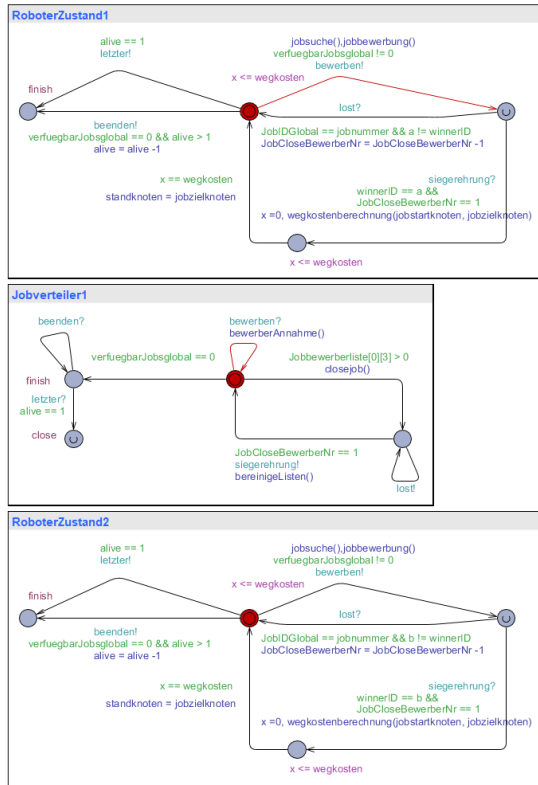 RoboterZustand1
alive == 1
letzter!
jobsuche(),jobbewerbung()
verfuegbarJobsglobal != 0
bewerben!
x <= wegkosten
finish
lost?
beenden!
verfuegbarJobsglobal == 0 && alive > 1
alive = alive -1
JobIDGlobal == jobnummer && a != winnerID
JobCloseBewerberNr = JobCloseBewerberNr -1
x == wegkosten
standknoten = jobzielknoten
siegerehrung?
winnerID == a &&
JobCloseBewerberNr == 1
x =0, wegkostenberechnung(jobstartknoten, jobzielknoten)
x <= wegkosten
Jobverteiler1
beenden?
bewerben?
bewerberAnnahme()
verfuegbarJobsglobal == 0
Jobbewerberliste[0][3] > 0
closejob()
finish
letzter?
alive == 1
close
JobCloseBewerberNr == 1
siegerehrung!
bereinigeListen()
lost!
RoboterZustand2
alive == 1
letzter!
jobsuche(),jobbewerbung()
verfuegbarJobsglobal != 0
bewerben!
x <= wegkosten
finish
lost?
beenden!
verfuegbarJobsglobal == 0 && alive > 1
alive = alive -1
JobIDGlobal == jobnummer && b != winnerID
JobCloseBewerberNr = JobCloseBewerberNr -1
x == wegkosten
standknoten = jobzielknoten
siegerehrung?
winnerID == b &&
JobCloseBewerberNr == 1
x =0, wegkostenberechnung(jobstartknoten, jobzielknoten)
x <= wegkosten